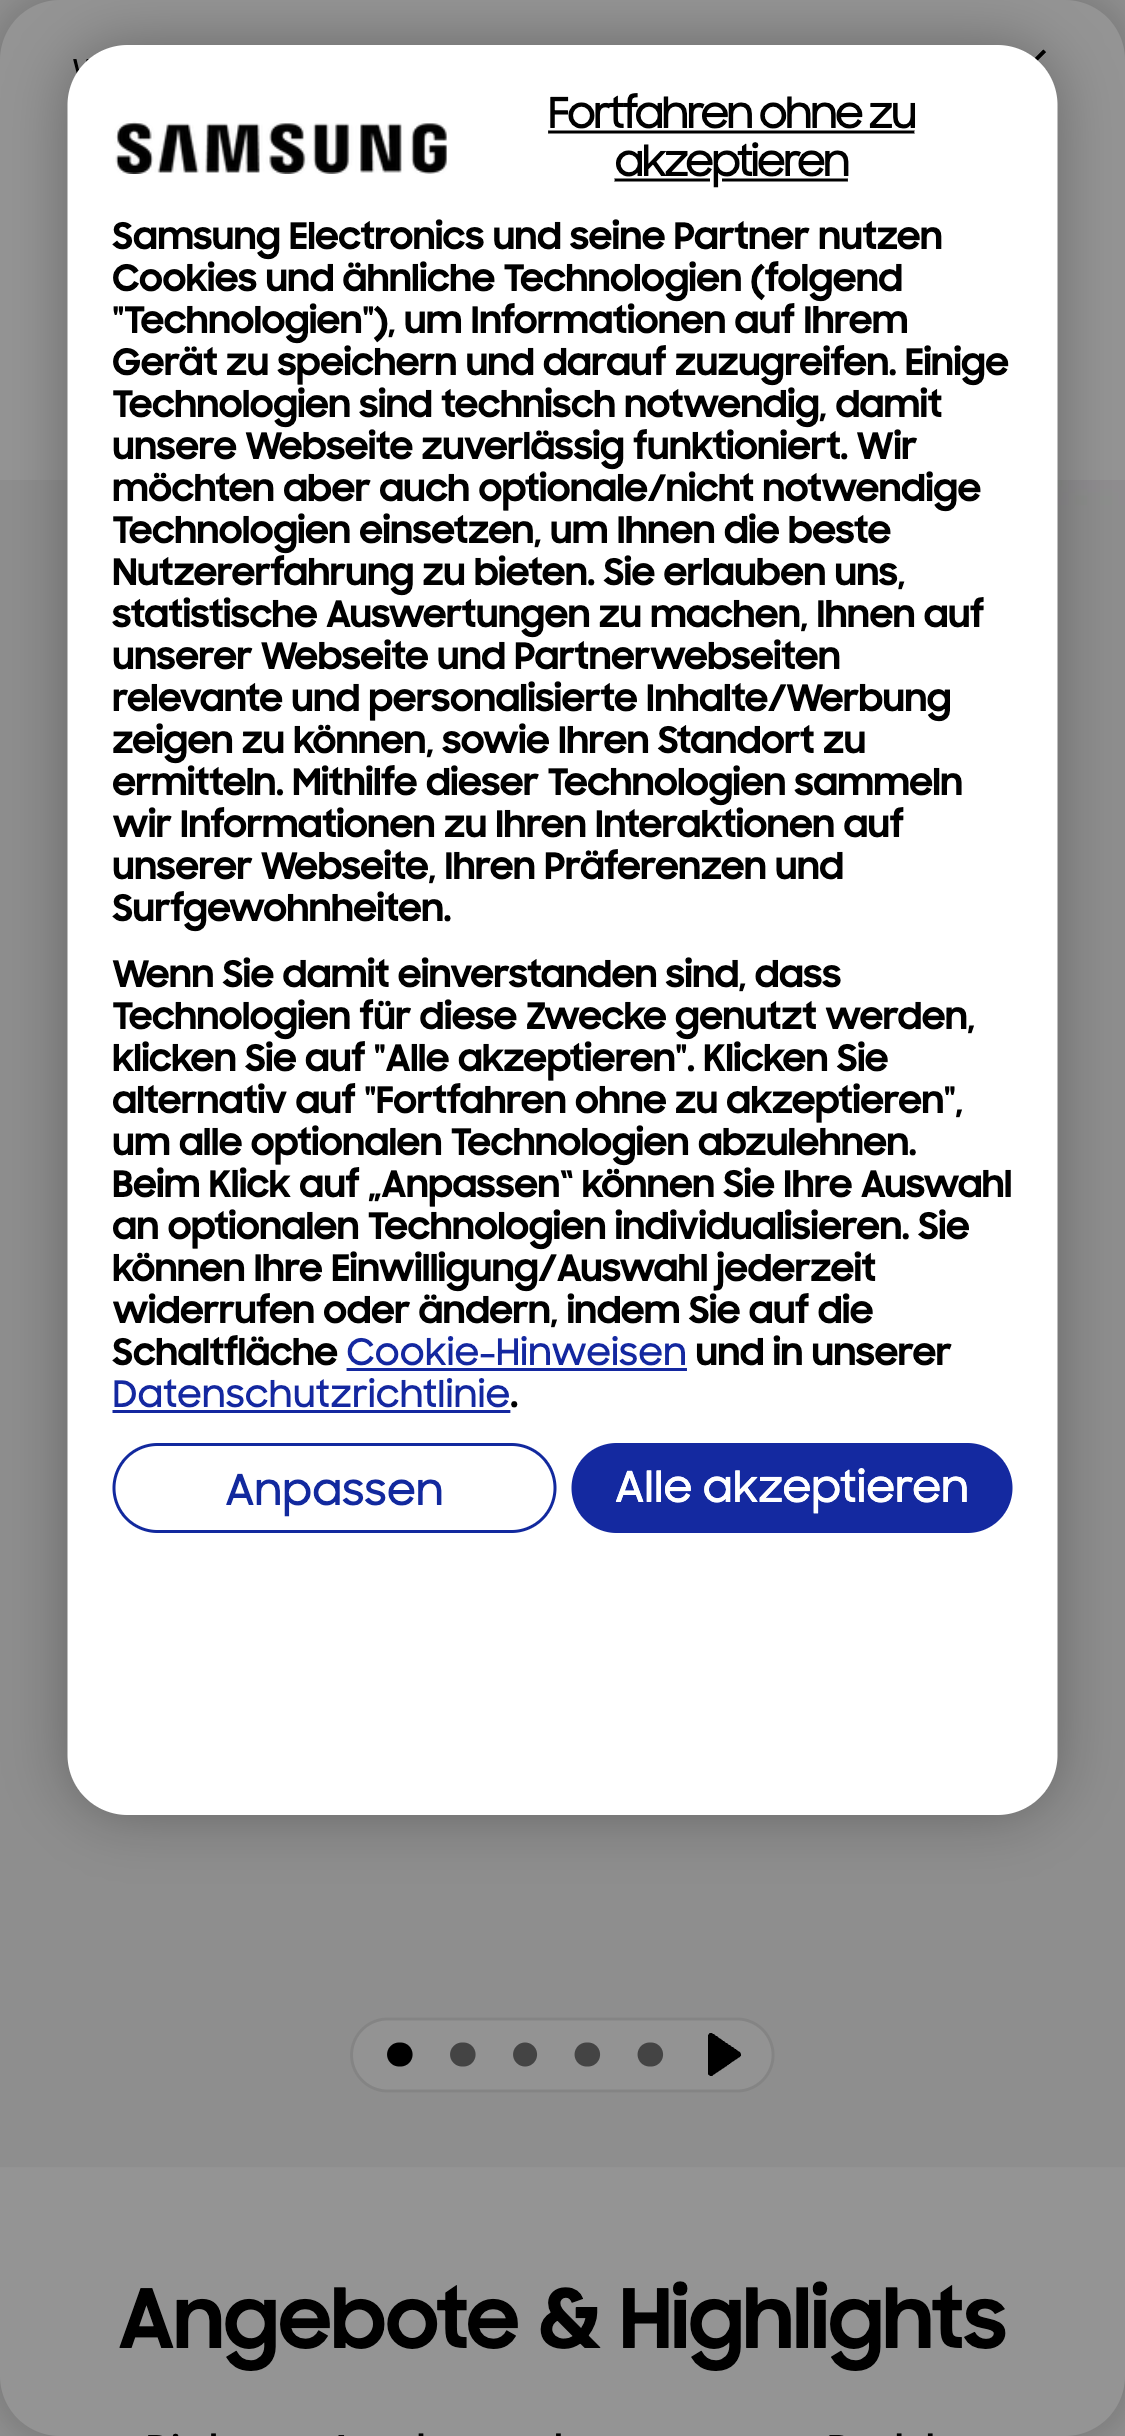 SAMSUNG
Fortfahren ohne zu
akzeptieren
Samsung Electronics und seine Partner nutzen
Cookies und ähnliche Technologien (folgend
"Technologien"), um Informationen auf Ihrem
Gerät zu speichern und darauf zuzugreifen. Einige
Technologien sind technisch notwendig, damit
unsere Webseite zuverlässig funktioniert. Wir
möchten aber auch optionale/nicht notwendige
Technologien einsetzen, um Ihnen die beste
Nutzererfahrung zu bieten. Sie erlauben uns,
statistische Auswertungen zu machen, Ihnen auf
unserer Webseite und Partnerwebseiten
relevante und personalisierte Inhalte/Werbung
zeigen zu können, sowie Ihren Standort zu
ermitteln. Mithilfe dieser Technologien sammeln
wir Informationen zu Ihren Interaktionen auf
unserer Webseite, Ihren Präferenzen und
Surfgewohnheiten.
Wenn Sie damit einverstanden sind, dass
Technologien für diese Zwecke genutzt werden,
klicken Sie auf "Alle akzeptieren". Klicken Sie
alternativ auf "Fortfahren ohne zu akzeptieren",
um alle optionalen Technologien abzulehnen.
Beim Klick auf „Anpassen‟ können Sie Ihre Auswahl
an optionalen Technologien individualisieren. Sie
können Ihre Einwilligung/Auswahl jederzeit
widerrufen oder ändern, indem Sie auf die
Schaltfläche Cookie-Hinweisen und in unserer
Datenschutzrichtlinie.
Anpassen
Alle akzeptieren
Angebote & Highlights